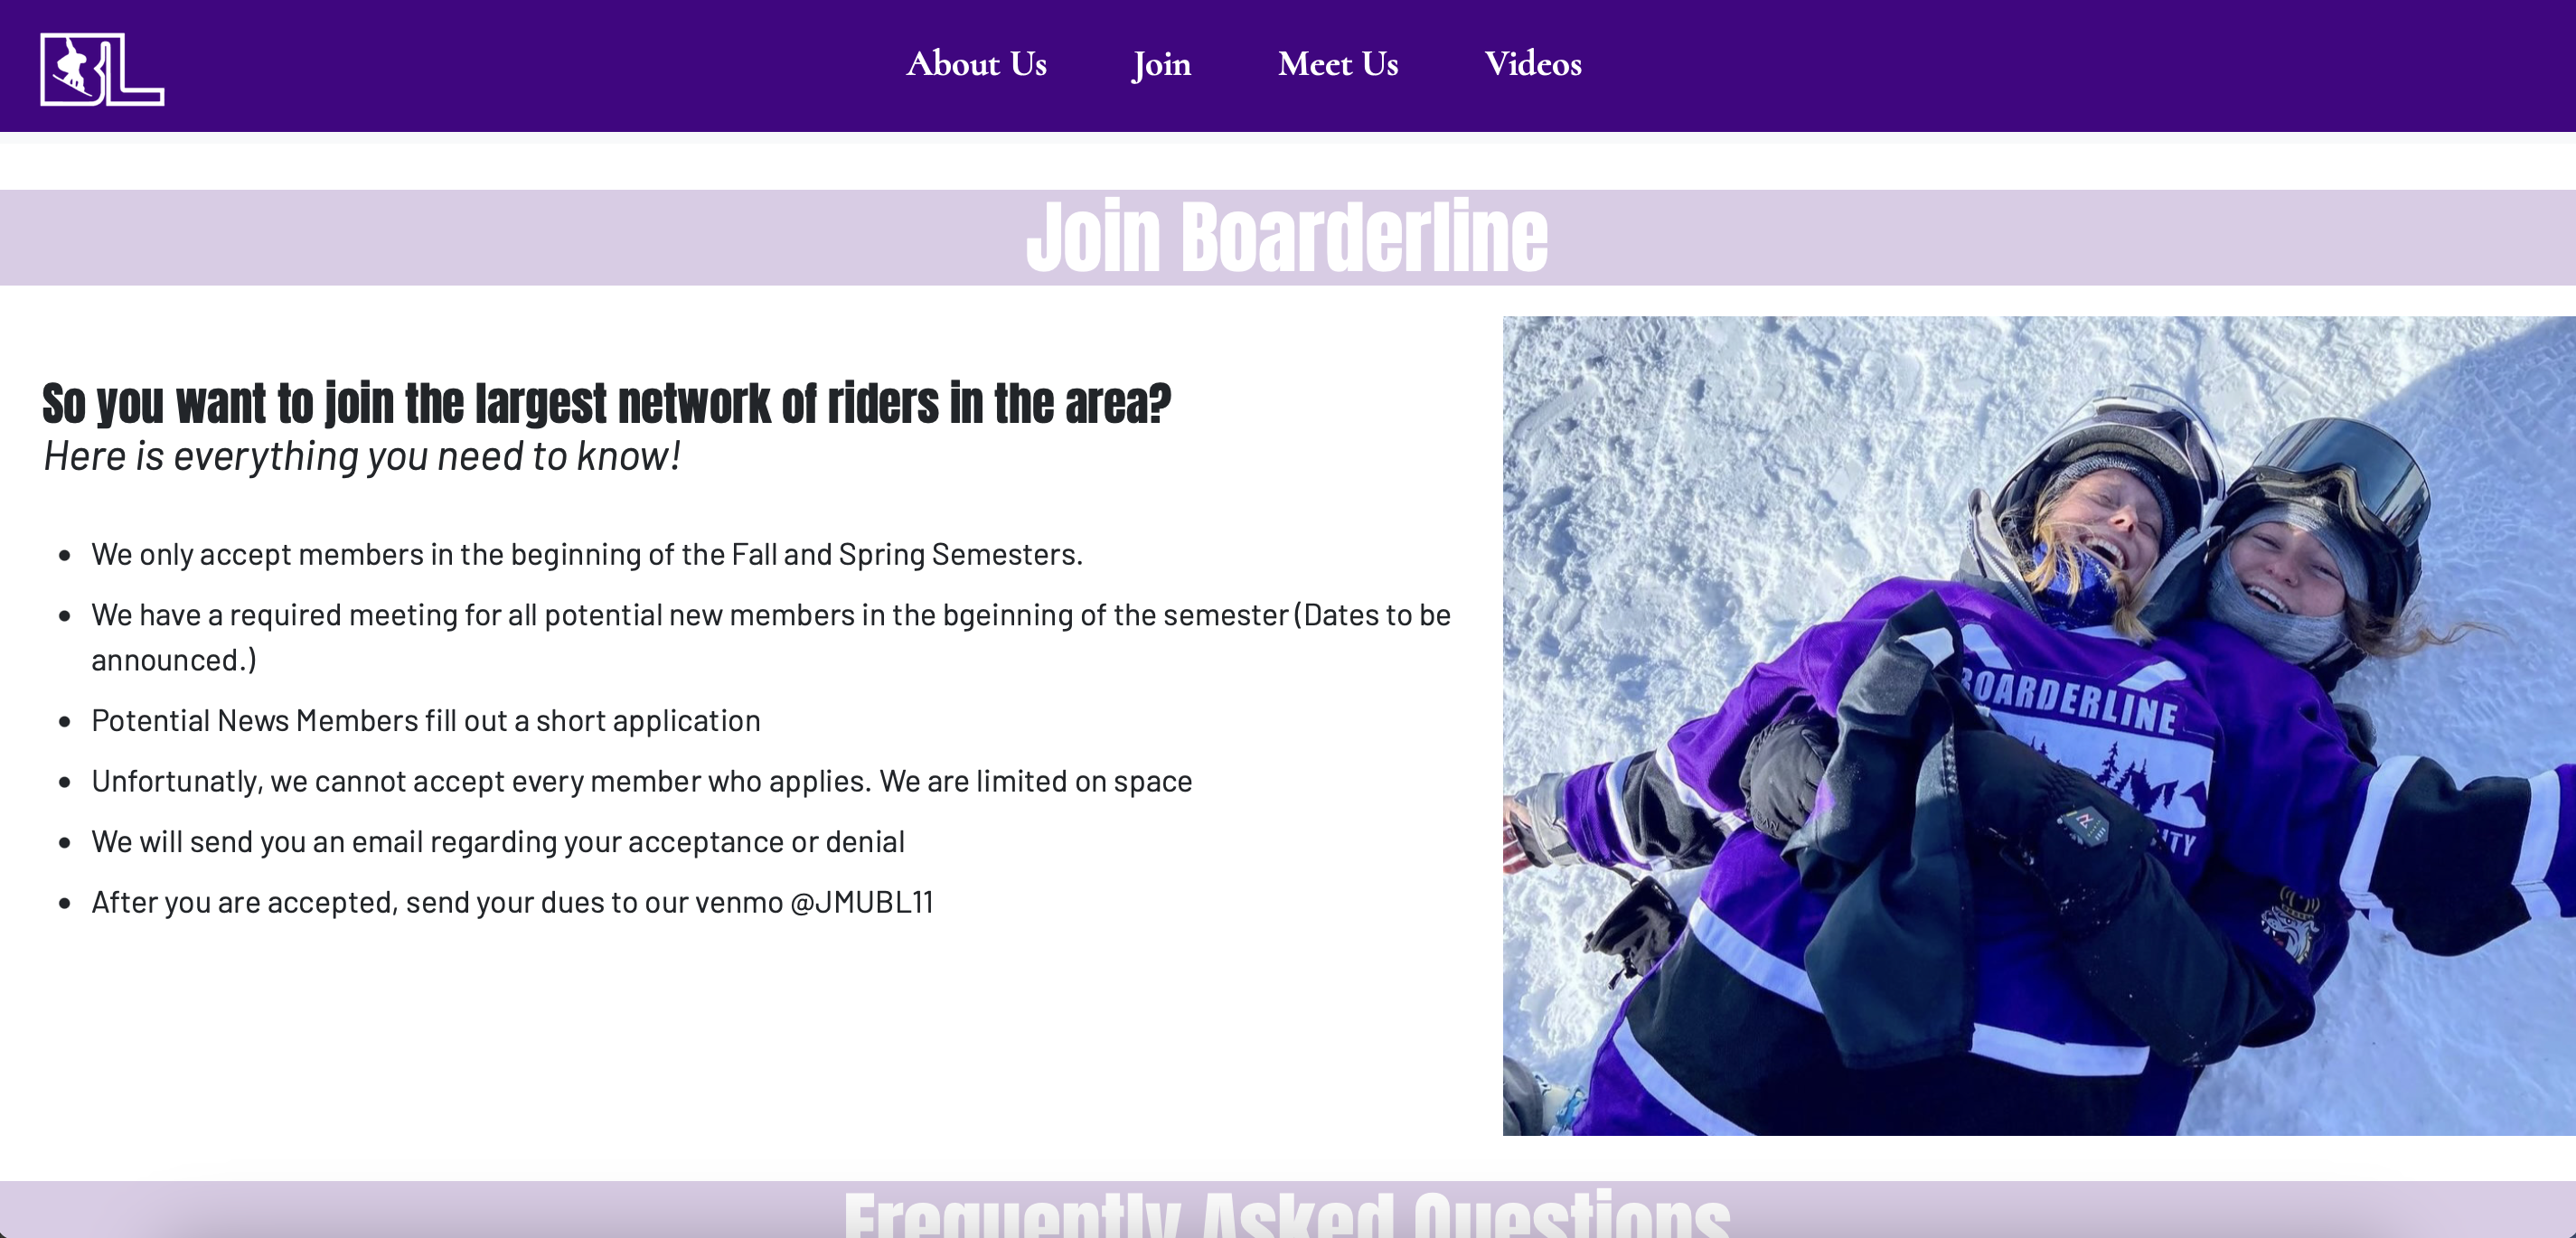 BL
About Us Join Meet Us Videos
Join Boarderline
So you want to join the largest network of riders in the area?
Here is everything you need to know!
We only accept members in the beginning of the Fall and Spring Semesters.
We have a required meeting for all potential new members in the bgeinning of the semester (Dates to be
announced.)
Potential News Members fill out a short application
Unfortunatly, we cannot accept every member who applies. We are limited on space
We will send you an email regarding your acceptance or denial
After you are accepted, send your dues to our venmo @JMUBL11
BOARDERLINE
ITY
Frequently Asked Questions